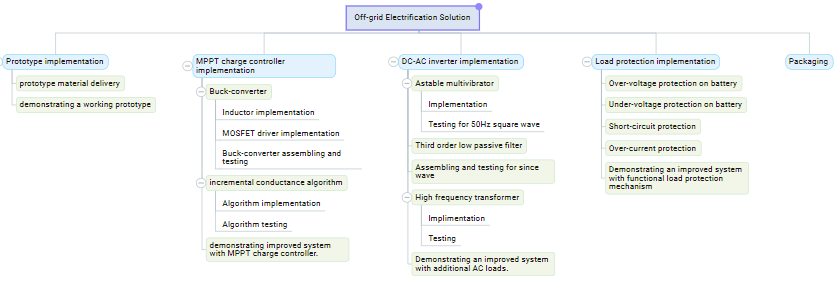 Off-grid Electrification Solution
Prototype implementation
prototype material delivery
demonstrating a working prototype
MPPT charge controller
implementation
Buck-converter
Inductor implementation
MOSFET driver implementation
Buck-converter assembling and
testing
incremental conductance algorithm
Algorithm implementation
Algorithm testing
demonstrating improved system
with MPPT charge controller.
DC-AC inverter implementation
Astable multivibrator
Implementation
Testing for 50Hz square wave
Third order low passive filter
Assembling and testing for since
wave
High frequency transformer
Implimentation
Testing
Demonstrating an improved system
with additional AC loads.
Load protection implementation
Over-voltage protection on battery
Under-voltage protection on battery
Short-circuit protection
Over-current protection
Demonstrating an improved system
with functional load protection
mechanism
Packaging